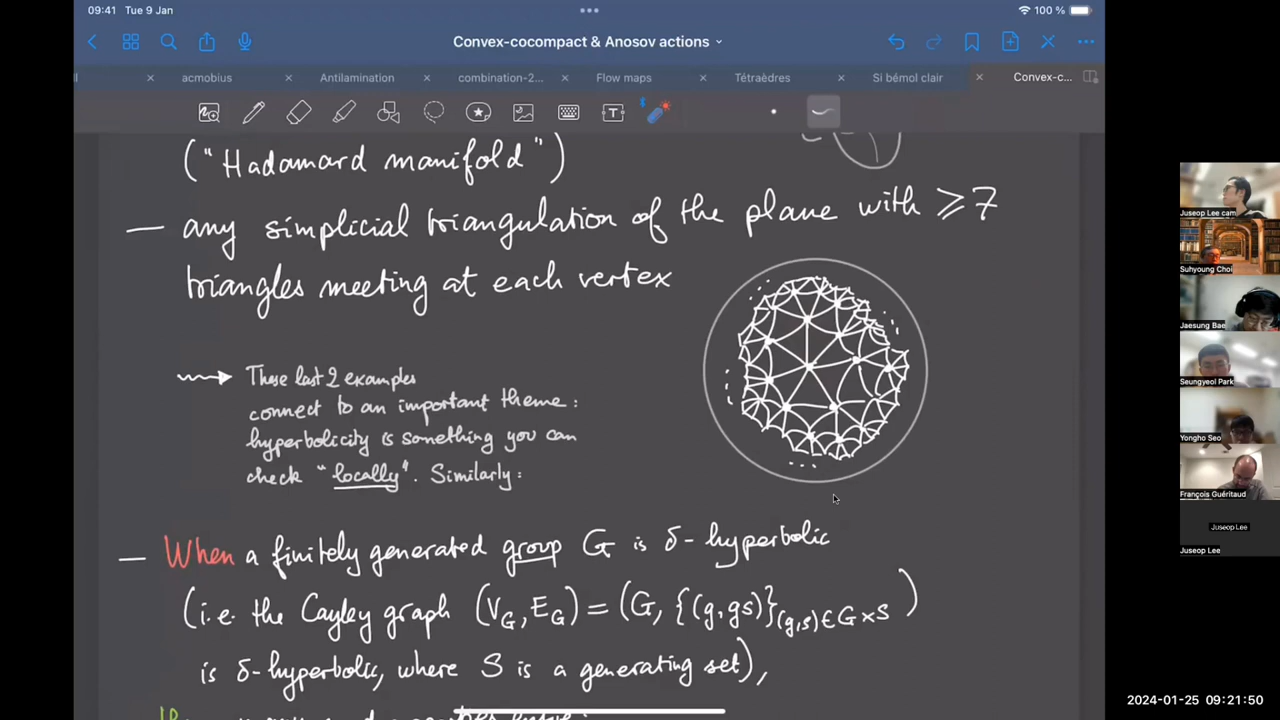 09:41 Tue 9 Jan
100 %
Convex-cocompact & Anosov actions
acmobius
Antilamination
combination-2...
Flow maps
Tétraèdres
Si bémol clair
Convex-c...
("Hadamard manifold")
— any simplicial triangulation of the plane with ≥7
triangles meeting at each vertex
These last 2 examples
connect to an important theme:
hyperbolicity is something you can
check "locally". Similarly:
— When a finitely generated group G is δ-hyperbolic
(i.e. the Cayley graph (V_G, E_G) = (G, {(g, gs)}_{(g,s)∈G×S})
is δ-hyperbolic, where S is a generating set),
Juseop Lee cam
Suhyoung Choi
Jaesung Bae
Seungyeol Park
Yongho Seo
François Guéritaud
Juseop Lee
Juseop Lee
2024-01-25 09:21:50